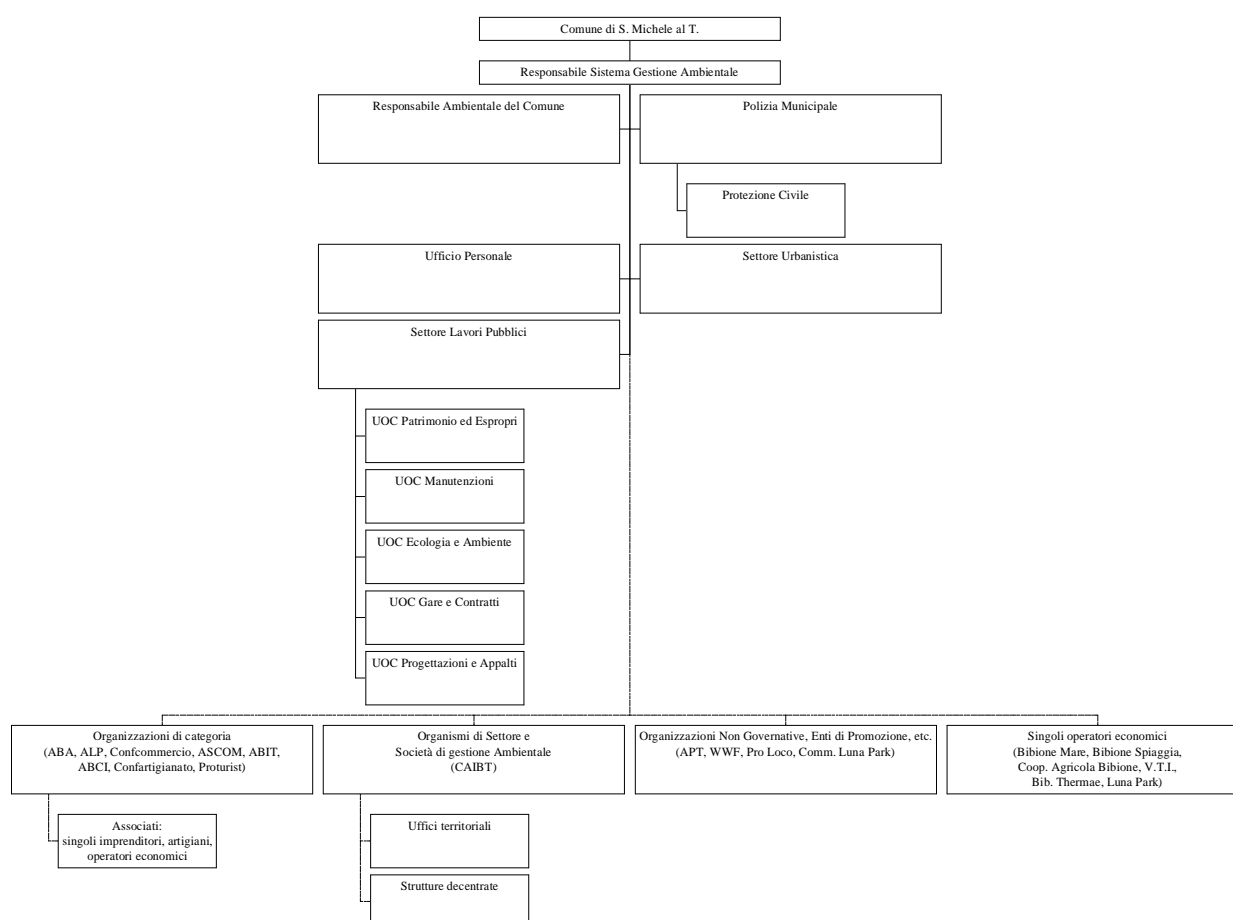 Comune di S. Michele al T.
Responsabile Sistema Gestione Ambientale
Responsabile Ambientale del Comune
Polizia Municipale
Protezione Civile
Ufficio Personale
Settore Urbanistica
Settore Lavori Pubblici
UOC Patrimonio ed Espropri
UOC Manutenzioni
UOC Ecologia e Ambiente
UOC Gare e Contratti
UOC Progettazioni e Appalti
Organizzazioni di categoria
(ABA, ALP, Confcommercio, ASCOM, ABIT,
ABCI, Confartigianato, Proturist)
Associati:
singoli imprenditori, artigiani,
operatori economici
Organismi di Settore e
Società di gestione Ambientale
(CAIBT)
Uffici territoriali
Strutture decentrate
Organizzazioni Non Governative, Enti di Promozione, etc.
(APT, WWF, Pro Loco, Comm. Luna Park)
Singoli operatori economici
(Bibione Mare, Bibione Spiaggia,
Coop. Agricola Bibione, V.T.I.,
Bib. Thermae, Luna Park)